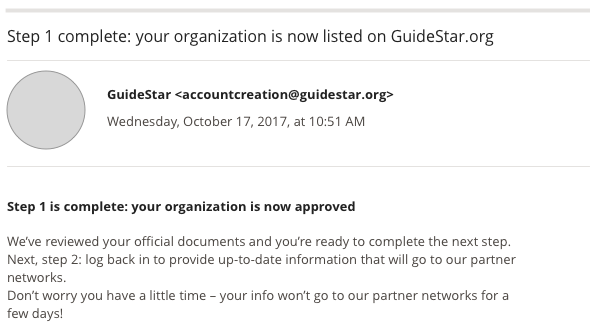 Step 1 complete: your organization is now listed on GuideStar.org
GuideStar <accountcreation@guidestar.org>
Wednesday, October 17, 2017, at 10:51 AM
Step 1 is complete: your organization is now approved
We’ve reviewed your official documents and you’re ready to complete the next step.
Next, step 2: log back in to provide up-to-date information that will go to our partner
networks.
Don’t worry you have a little time – your info won’t go to our partner networks for a
few days!